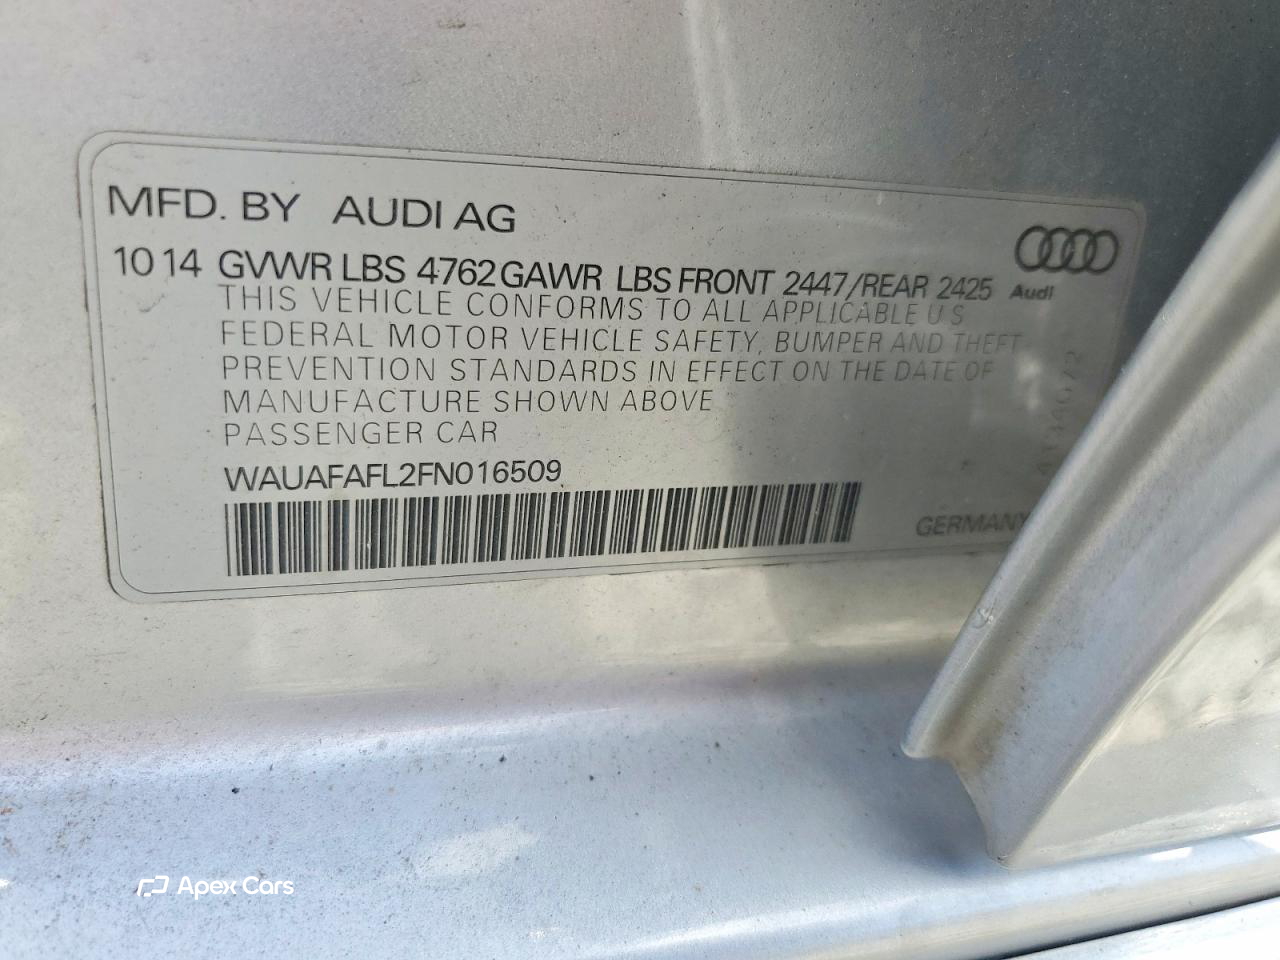 MFD. BY AUDI AG
10 14 GVWR LBS 4762 GAWR LBS FRONT 2447/REAR 2425
Audi
THIS VEHICLE CONFORMS TO ALL APPLICABLE U S
FEDERAL MOTOR VEHICLE SAFETY, BUMPER AND THEFT
PREVENTION STANDARDS IN EFFECT ON THE DATE OF
MANUFACTURE SHOWN ABOVE
PASSENGER CAR
WAUAFAFL2FN016509
GERMANY
Apex Cars